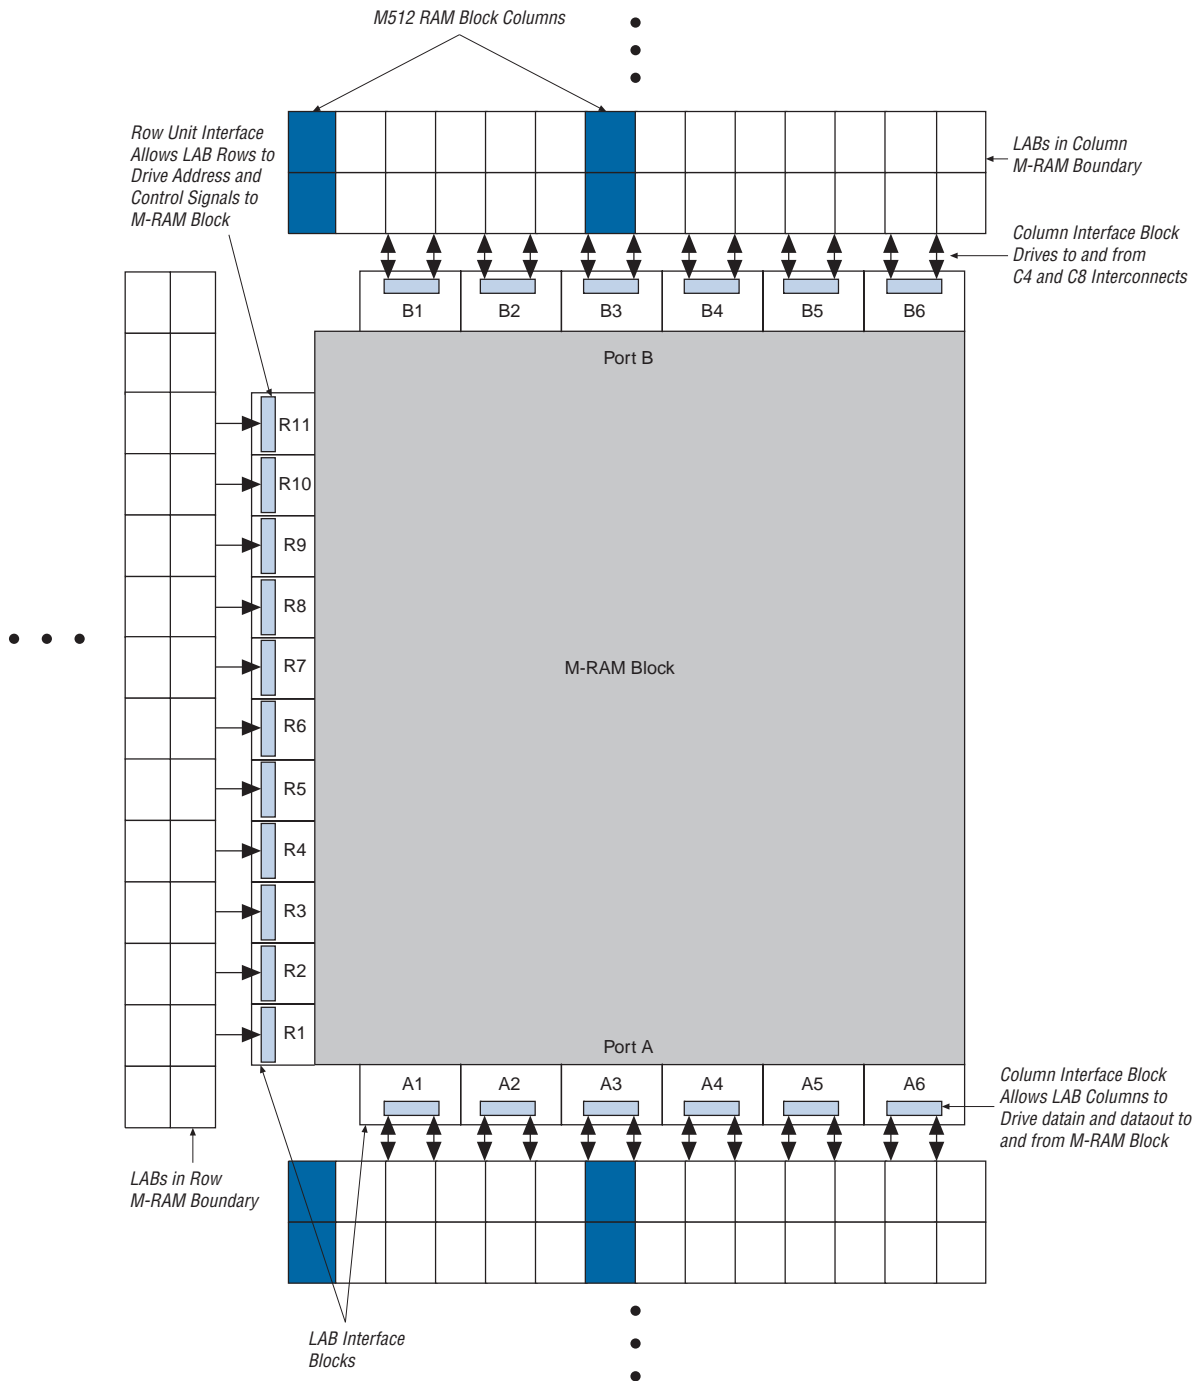 M512 RAM Block Columns
Row Unit Interface
Allows LAB Rows to
Drive Address and
Control Signals to
M-RAM Block
LABs in Column
M-RAM Boundary
Column Interface Block
Drives to and from
C4 and C8 Interconnects
B1 B2 B3 B4 B5 B6
Port B
R11
R10
R9
R8
R7
M-RAM Block
R6
R5
R4
R3
R2
R1
Port A
A1 A2 A3 A4 A5 A6
Column Interface Block
Allows LAB Columns to
Drive datain and dataout to
and from M-RAM Block
LABs in Row
M-RAM Boundary
LAB Interface
Blocks